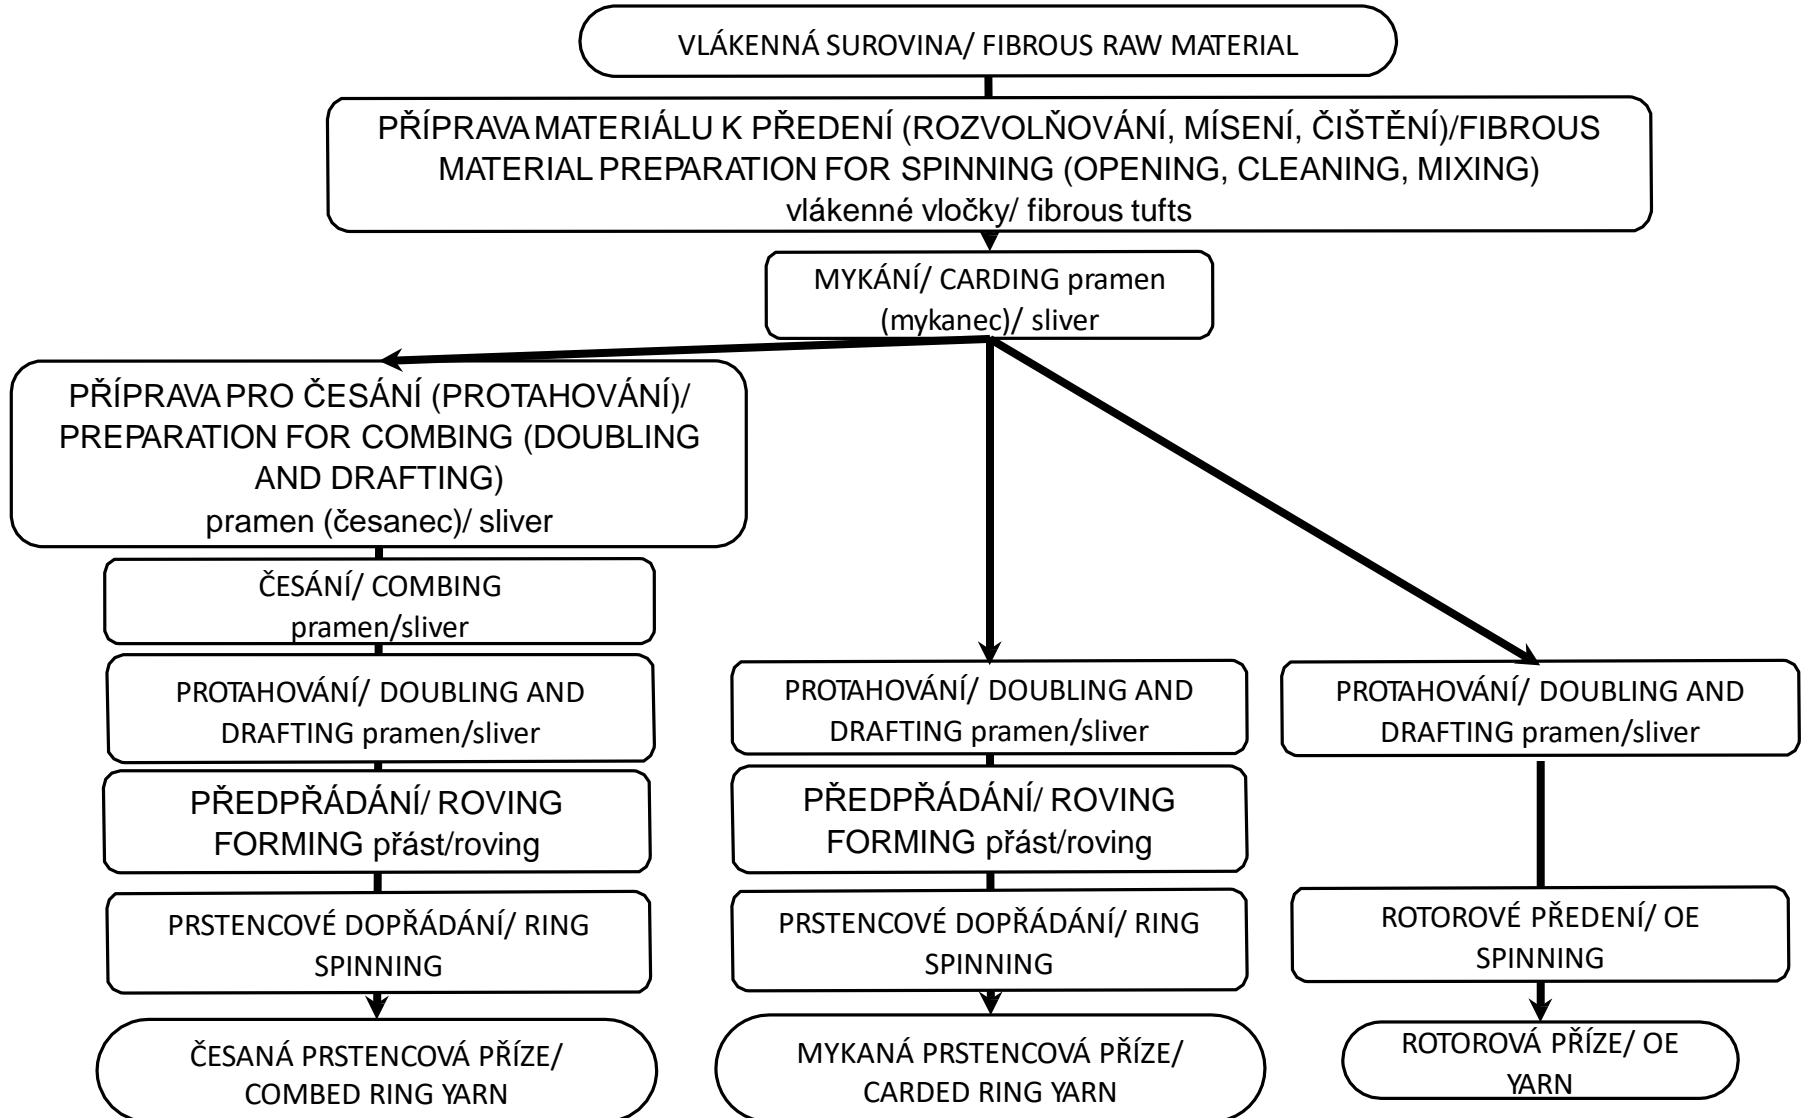 VLÁKENNÁ SUROVINA/ FIBROUS RAW MATERIAL
PŘÍPRAVA MATERIÁLU K PŘEDENÍ (ROZVOLŇOVÁNÍ, MÍSENÍ, ČIŠTĚNÍ)/FIBROUS
MATERIAL PREPARATION FOR SPINNING (OPENING, CLEANING, MIXING)
vlákenné vločky/ fibrous tufts
MYKÁNÍ/ CARDING pramen
(mykanec)/ sliver
PŘÍPRAVA PRO ČESÁNÍ (PROTAHOVÁNÍ)/
PREPARATION FOR COMBING (DOUBLING
AND DRAFTING)
pramen (česanec)/ sliver
ČESÁNÍ/ COMBING
pramen/sliver
PROTAHOVÁNÍ/ DOUBLING AND
DRAFTING pramen/sliver
PŘEDPŘÁDÁNÍ/ ROVING
FORMING přást/roving
PRSTENCOVÉ DOPŘÁDÁNÍ/ RING
SPINNING
ČESANÁ PRSTENCOVÁ PŘÍZE/
COMBED RING YARN
PROTAHOVÁNÍ/ DOUBLING AND
DRAFTING pramen/sliver
PŘEDPŘÁDÁNÍ/ ROVING
FORMING přást/roving
PRSTENCOVÉ DOPŘÁDÁNÍ/ RING
SPINNING
MYKANÁ PRSTENCOVÁ PŘÍZE/
CARDED RING YARN
PROTAHOVÁNÍ/ DOUBLING AND
DRAFTING pramen/sliver
ROTOROVÉ PŘEDENÍ/ OE
SPINNING
ROTOROVÁ PŘÍZE/ OE
YARN